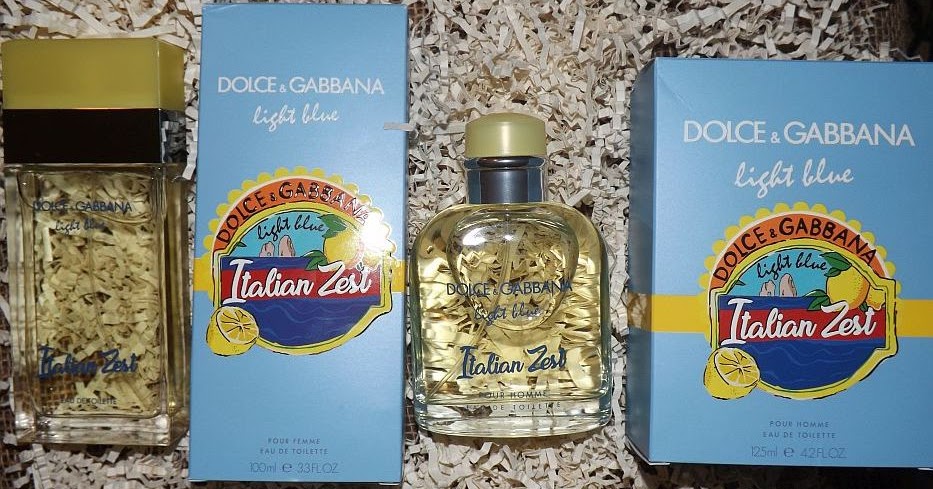 DOLCE & GABBANA
light blue
Italian Zest
EAU DE TOILETTE
DOLCE & GABBANA
light blue
DOLCE & GABBANA
light blue
Italian Zest
POUR FEMME
EAU DE TOILETTE
100ml e 3.3FL.OZ.
DOLCE & GABBANA
light blue
Italian Zest
POUR HOMME
EAU DE TOILETTE
DOLCE & GABBANA
light blue
DOLCE & GABBANA
light blue
Italian Zest
POUR HOMME
EAU DE TOILETTE
125ml e 4.2FL.OZ.